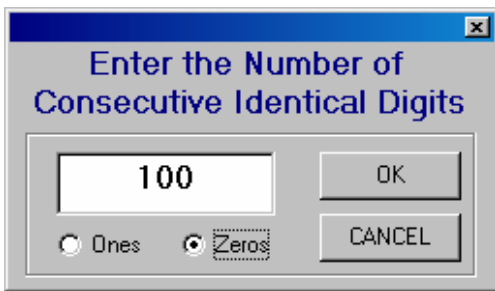 Enter the Number of
Consecutive Identical Digits
100
OK
Ones
Zeros
CANCEL